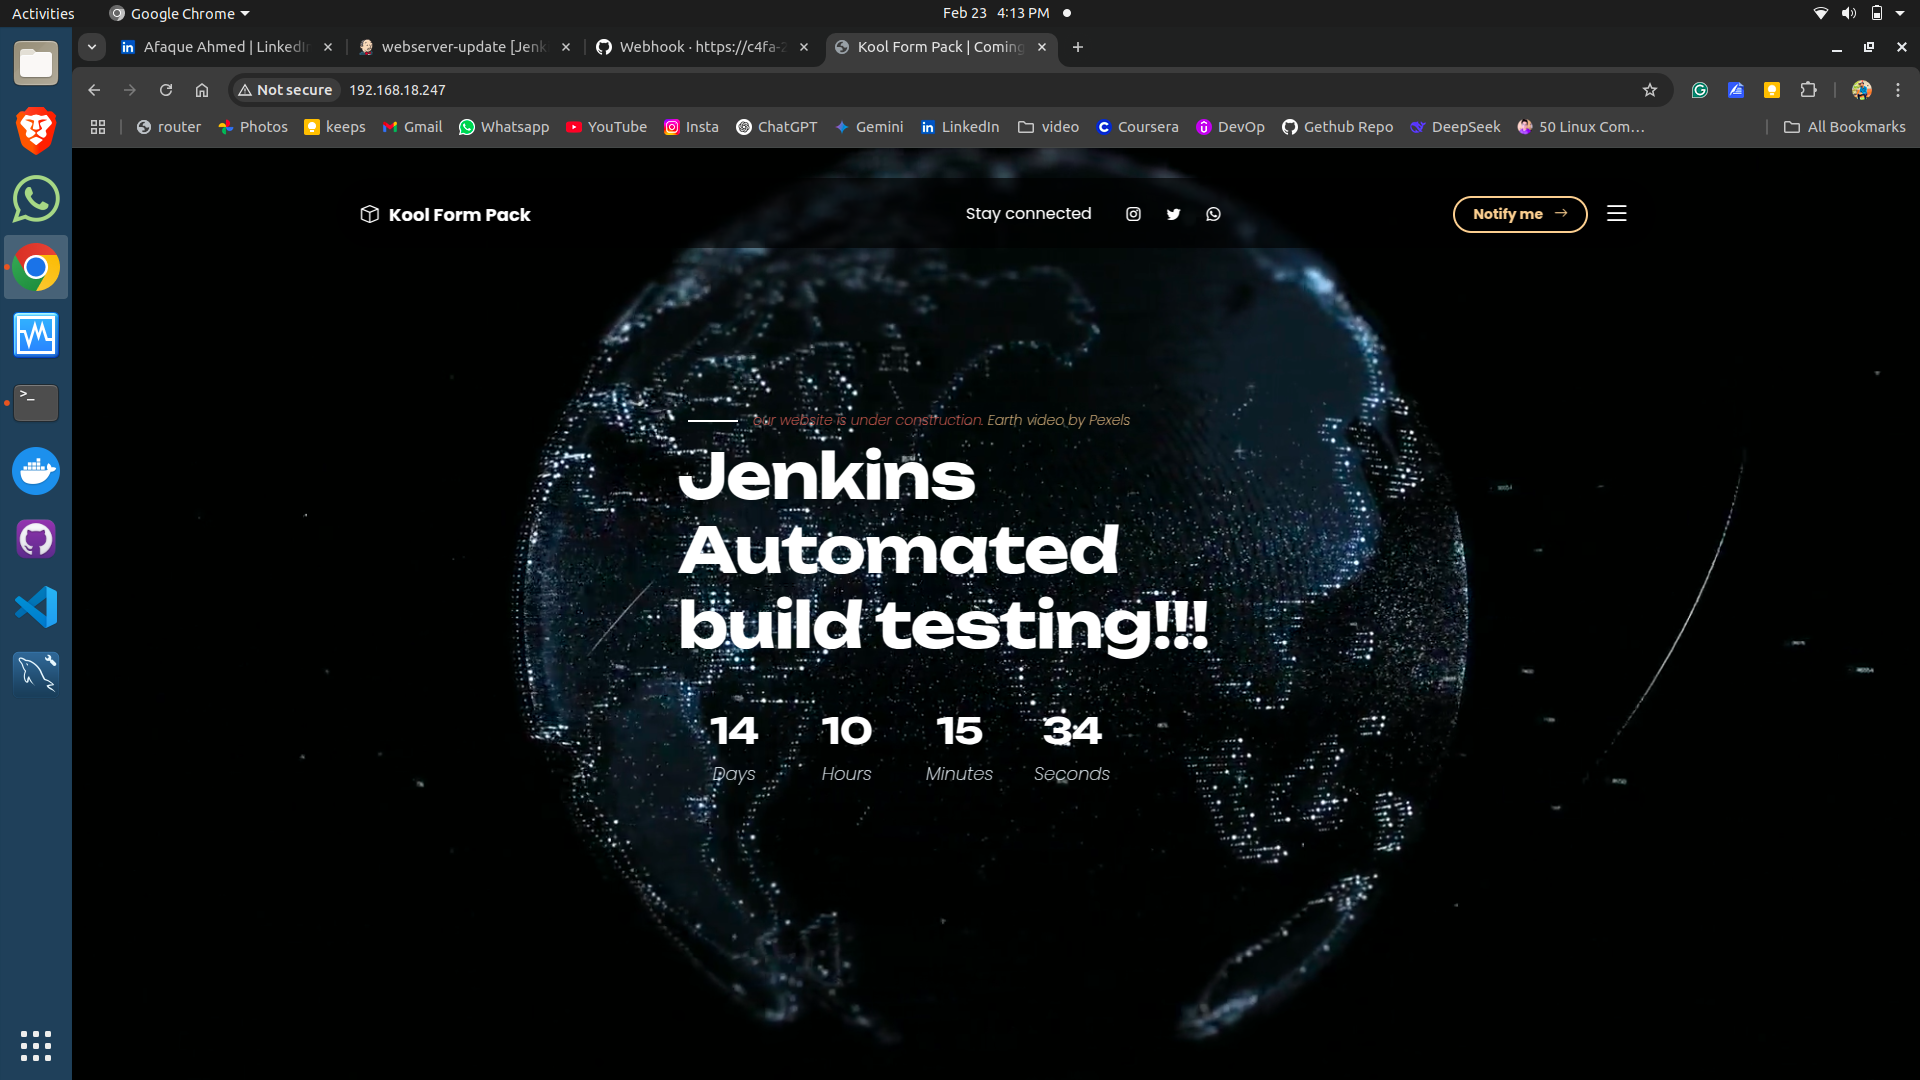 Activities
Google Chrome
Feb 23 4:13 PM
Afaque Ahmed | LinkedIn
webserver-update [Jenk
Webhook · https://c4fa-2
Kool Form Pack | Coming
Not secure
192.168.18.247
router
Photos
keeps
Gmail
Whatsapp
YouTube
Insta
ChatGPT
Gemini
LinkedIn
video
Coursera
DevOp
Gethub Repo
DeepSeek
50 Linux Com...
All Bookmarks
Kool Form Pack
Stay connected
Notify me
our website is under construction. Earth video by Pexels
Jenkins
Automated
build testing!!!
14 10 15 34
Days Hours Minutes Seconds